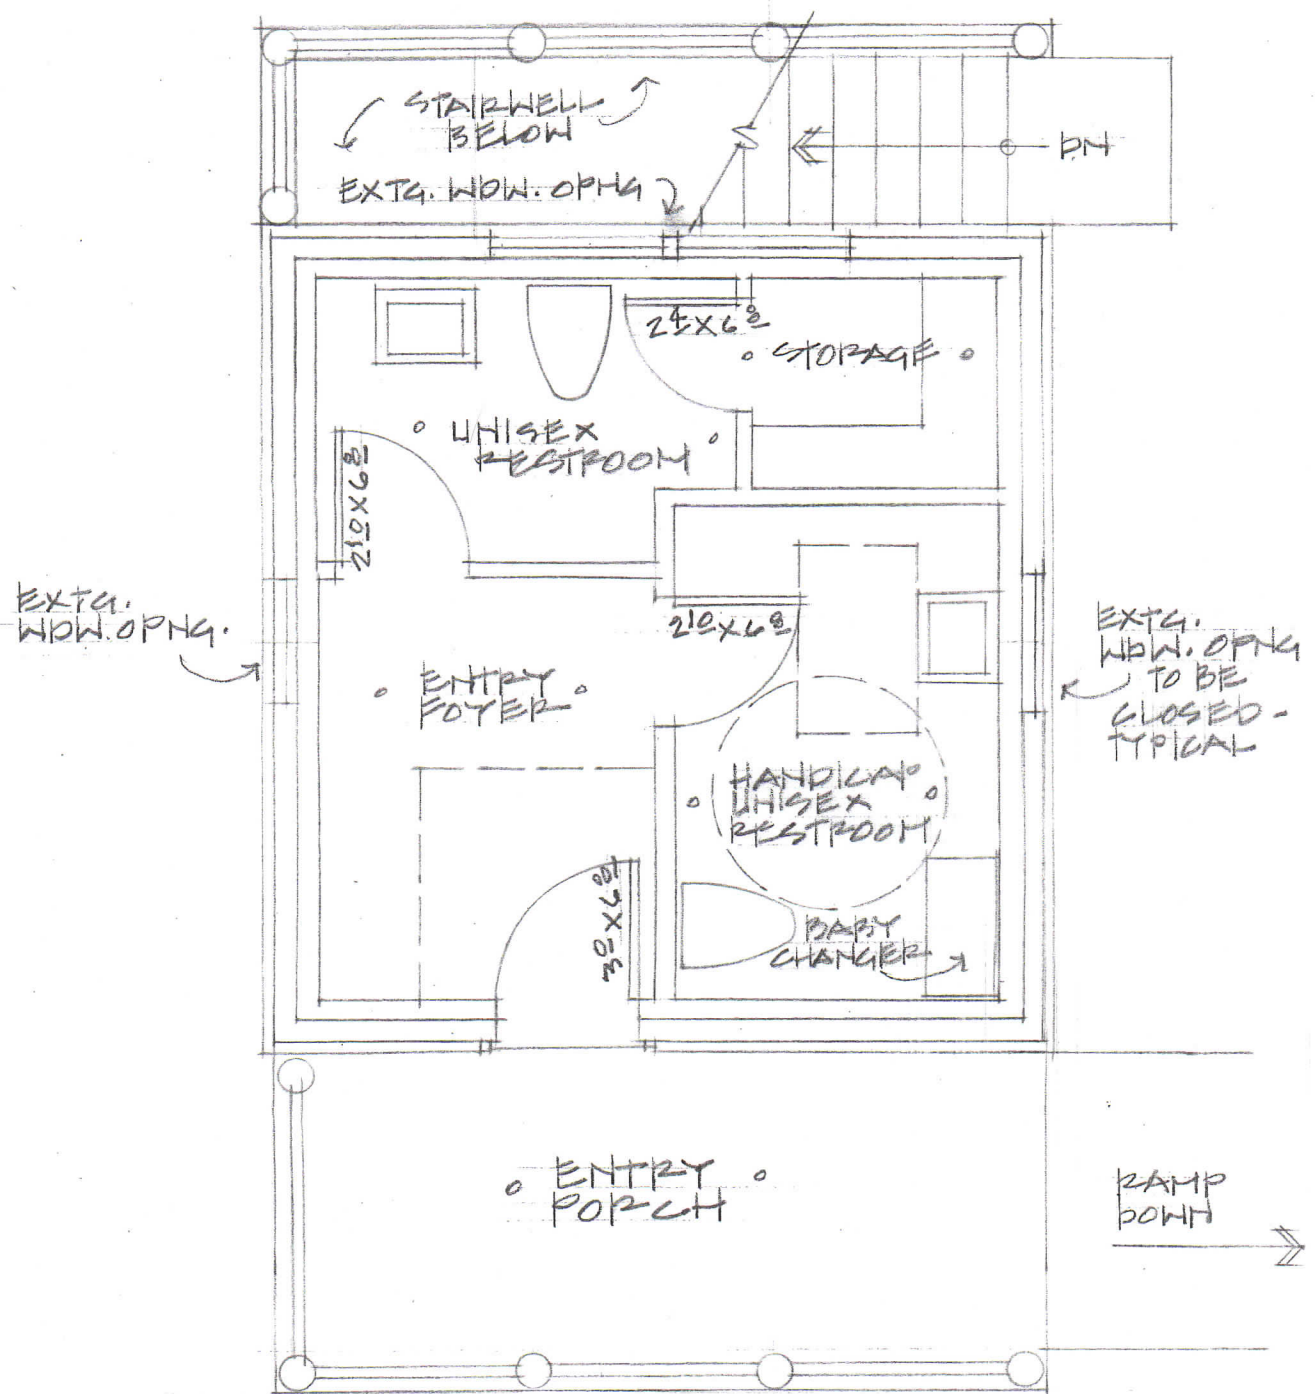 STAIRWELL
BELOW
DN
EXTG. WDW. OPNG
2⁴X6⁸
STORAGE
UNISEX
RESTROOM
2¹⁰X6⁸
EXTG.
WDW. OPNG.
2¹⁰X6⁸
EXTG.
WDW. OPNG
TO BE
CLOSED -
TYPICAL
ENTRY
FOYER
HANDICAP
UNISEX
RESTROOM
3⁰X6⁸
BABY
CHANGER
ENTRY
PORCH
RAMP
DOWN